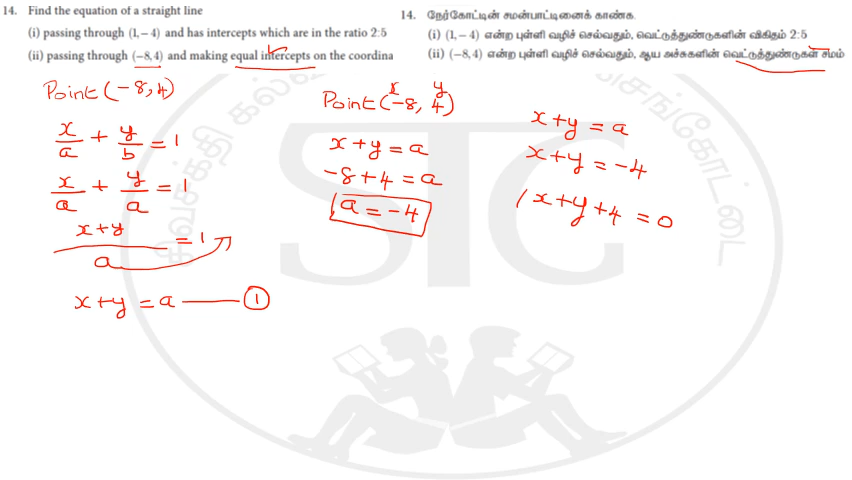 14. Find the equation of a straight line
(i) passing through (1,−4) and has intercepts which are in the ratio 2:5
(ii) passing through (−8,4) and making equal intercepts on the coordina
14. நேர்கோட்டின் சமன்பாட்டினைக் காண்க.
(i) (1,−4) என்ற புள்ளி வழிச் செல்வதும், வெட்டுத்துண்டுகளின் விகிதம் 2:5
(ii) (−8,4) என்ற புள்ளி வழிச் செல்வதும், ஆய அச்சுகளின் வெட்டுத்துண்டுகள் சமம்
Point (−8,4)
x/a + y/b = 1
x/a + y/a = 1
x+y/a = 1
x+y = a —— ①
x y
Point (−8, 4)
x+y = a
−8+4 = a
a = −4
x+y = a
x+y = −4
x+y+4 = 0
STC
சிவசக்தி
செங்கோட்டை